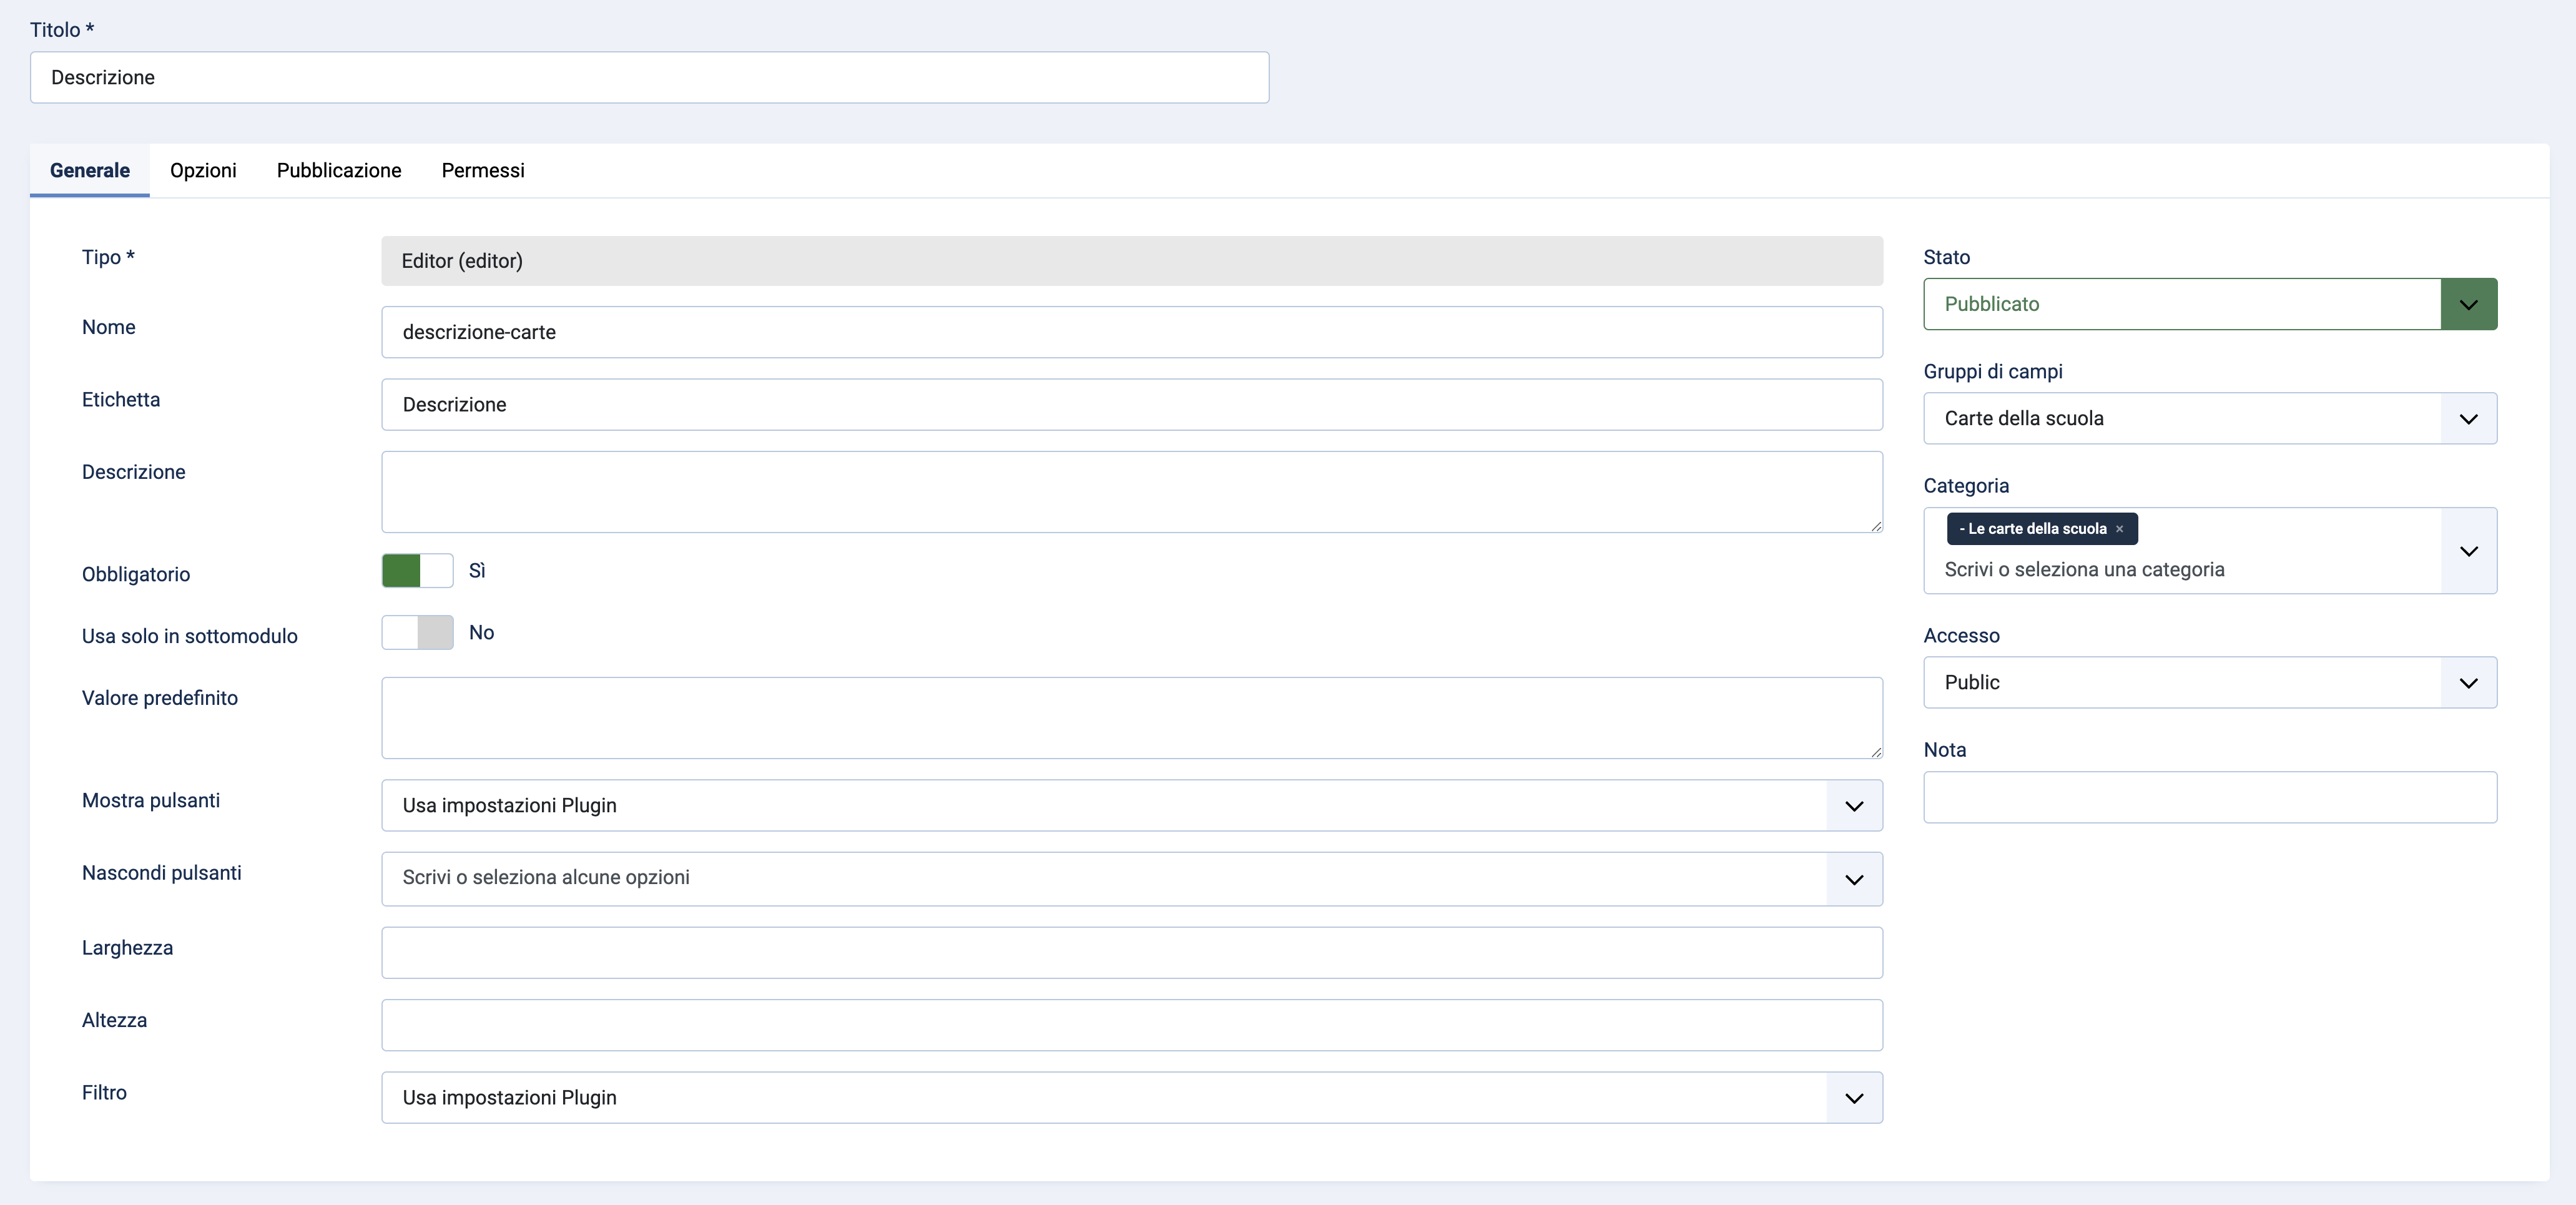 Titolo *
Descrizione
Generale Opzioni Pubblicazione Permessi
Tipo *
Editor (editor)
Nome
descrizione-carte
Etichetta
Descrizione
Descrizione
Obbligatorio
Sì
Usa solo in sottomodulo
No
Valore predefinito
Mostra pulsanti
Usa impostazioni Plugin
Nascondi pulsanti
Scrivi o seleziona alcune opzioni
Larghezza
Altezza
Filtro
Usa impostazioni Plugin
Stato
Pubblicato
Gruppi di campi
Carte della scuola
Categoria
- Le carte della scuola ×
Scrivi o seleziona una categoria
Accesso
Public
Nota